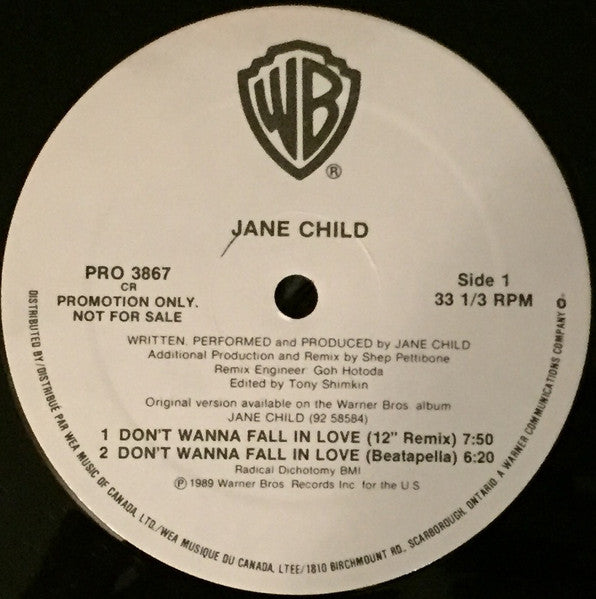 WB
®
JANE CHILD
PRO 3867
CR
PROMOTION ONLY.
NOT FOR SALE
Side 1
33 1/3 RPM
WRITTEN, PERFORMED and PRODUCED by JANE CHILD
Additional Production and Remix by Shep Pettibone
Remix Engineer Goh Hotoda
Edited by Tony Shimkin
Original version available on the Warner Bros. album
JANE CHILD (92 58584)
1 DON'T WANNA FALL IN LOVE (12" Remix) 7:50
2 DON'T WANNA FALL IN LOVE (Beatapella) 6:20
Radical Dichotomy BMI
℗ 1989 Warner Bros. Records Inc. for the U.S.
DISTRIBUTED BY/DISTRIBUÉ PAR WEA MUSIC OF CANADA, LTD./WEA MUSIQUE DU CANADA, LTEE/1810 BIRCHMOUNT RD., SCARBOROUGH, ONTARIO. A WARNER COMMUNICATIONS COMPANY